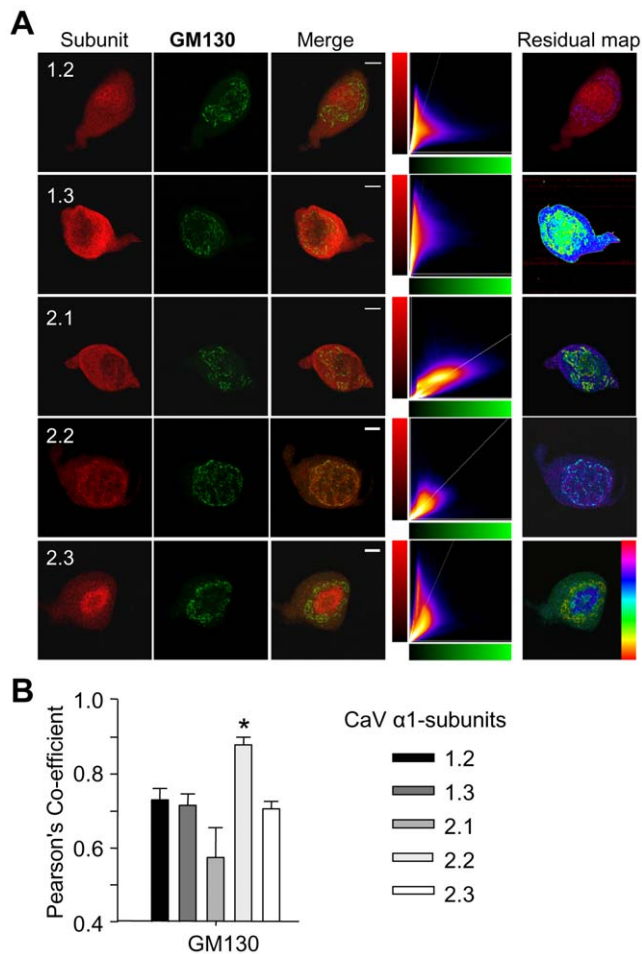 A
Subunit GM130 Merge Residual map
1.2
1.3
2.1
2.2
2.3
B
Pearson's Co-efficient
1.0
0.8
0.6
0.4
*
GM130
CaV α1-subunits
1.2
1.3
2.1
2.2
2.3